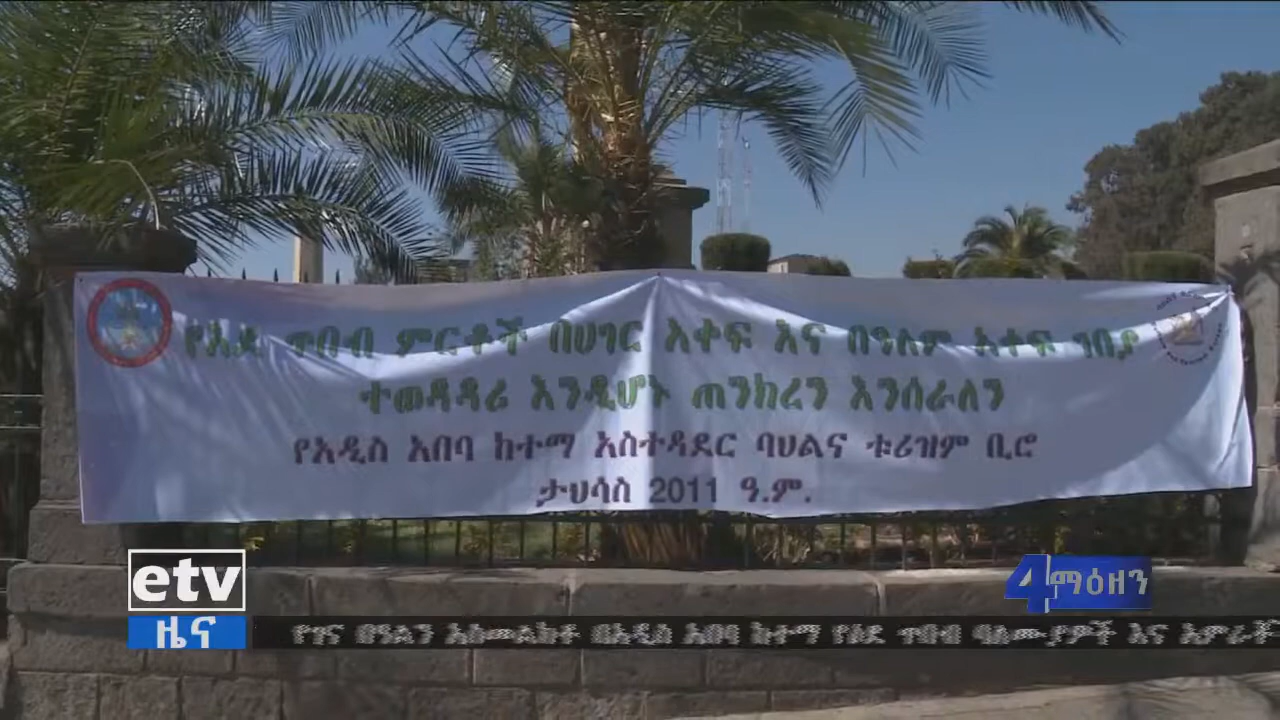 የእደ ጥበብ ምርቶች በሀገር አቀፍ እና በዓለም አቀፍ ገበያ
ተወዳዳሪ እንዲሆኑ ጠንክረን እንሰራለን
የአዲስ አበባ ከተማ አስተዳደር ባህልና ቱሪዝም ቢሮ
ታህሳስ 2011 ዓ.ም.
etv
4ማዕዘን
ዜና
የገና በዓልን አስመልክቶ በአዲስ አበባ ከተማ የእደ ጥበብ ባለሙያዎች እና አምራች